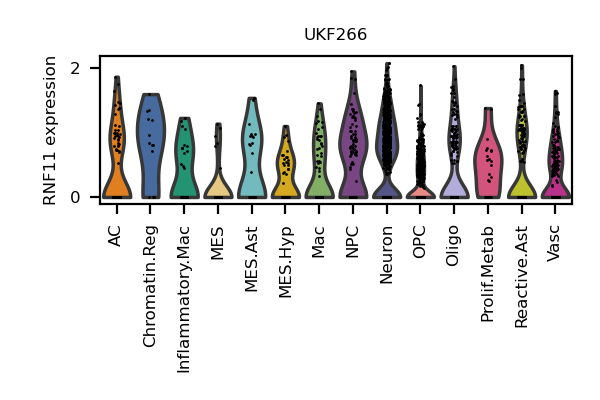 UKF266
RNF11 expression
2
0
AC
Chromatin.Reg
Inflammatory.Mac
MES
MES.Ast
MES.Hyp
Mac
NPC
Neuron
OPC
Oligo
Prolif.Metab
Reactive.Ast
Vasc